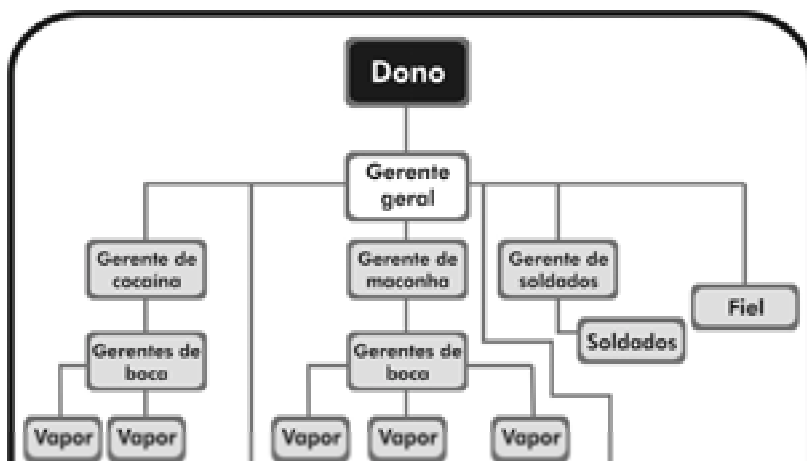 Dono
Gerente
geral
Gerente de
cocaína
Gerente de
maconha
Gerente de
soldados
Fiel
Soldados
Gerentes de
boca
Gerentes de
boca
Vapor
Vapor
Vapor
Vapor
Vapor